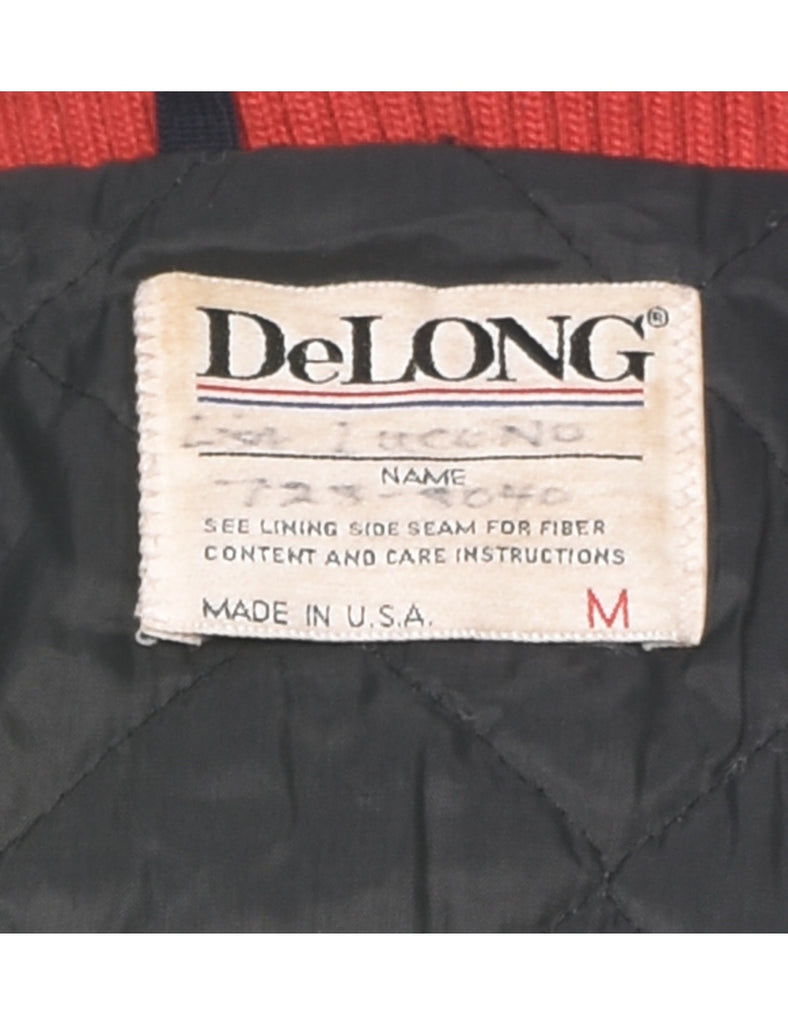 DeLONG®
NAME
SEE LINING SIDE SEAM FOR FIBER
CONTENT AND CARE INSTRUCTIONS
MADE IN U.S.A. M